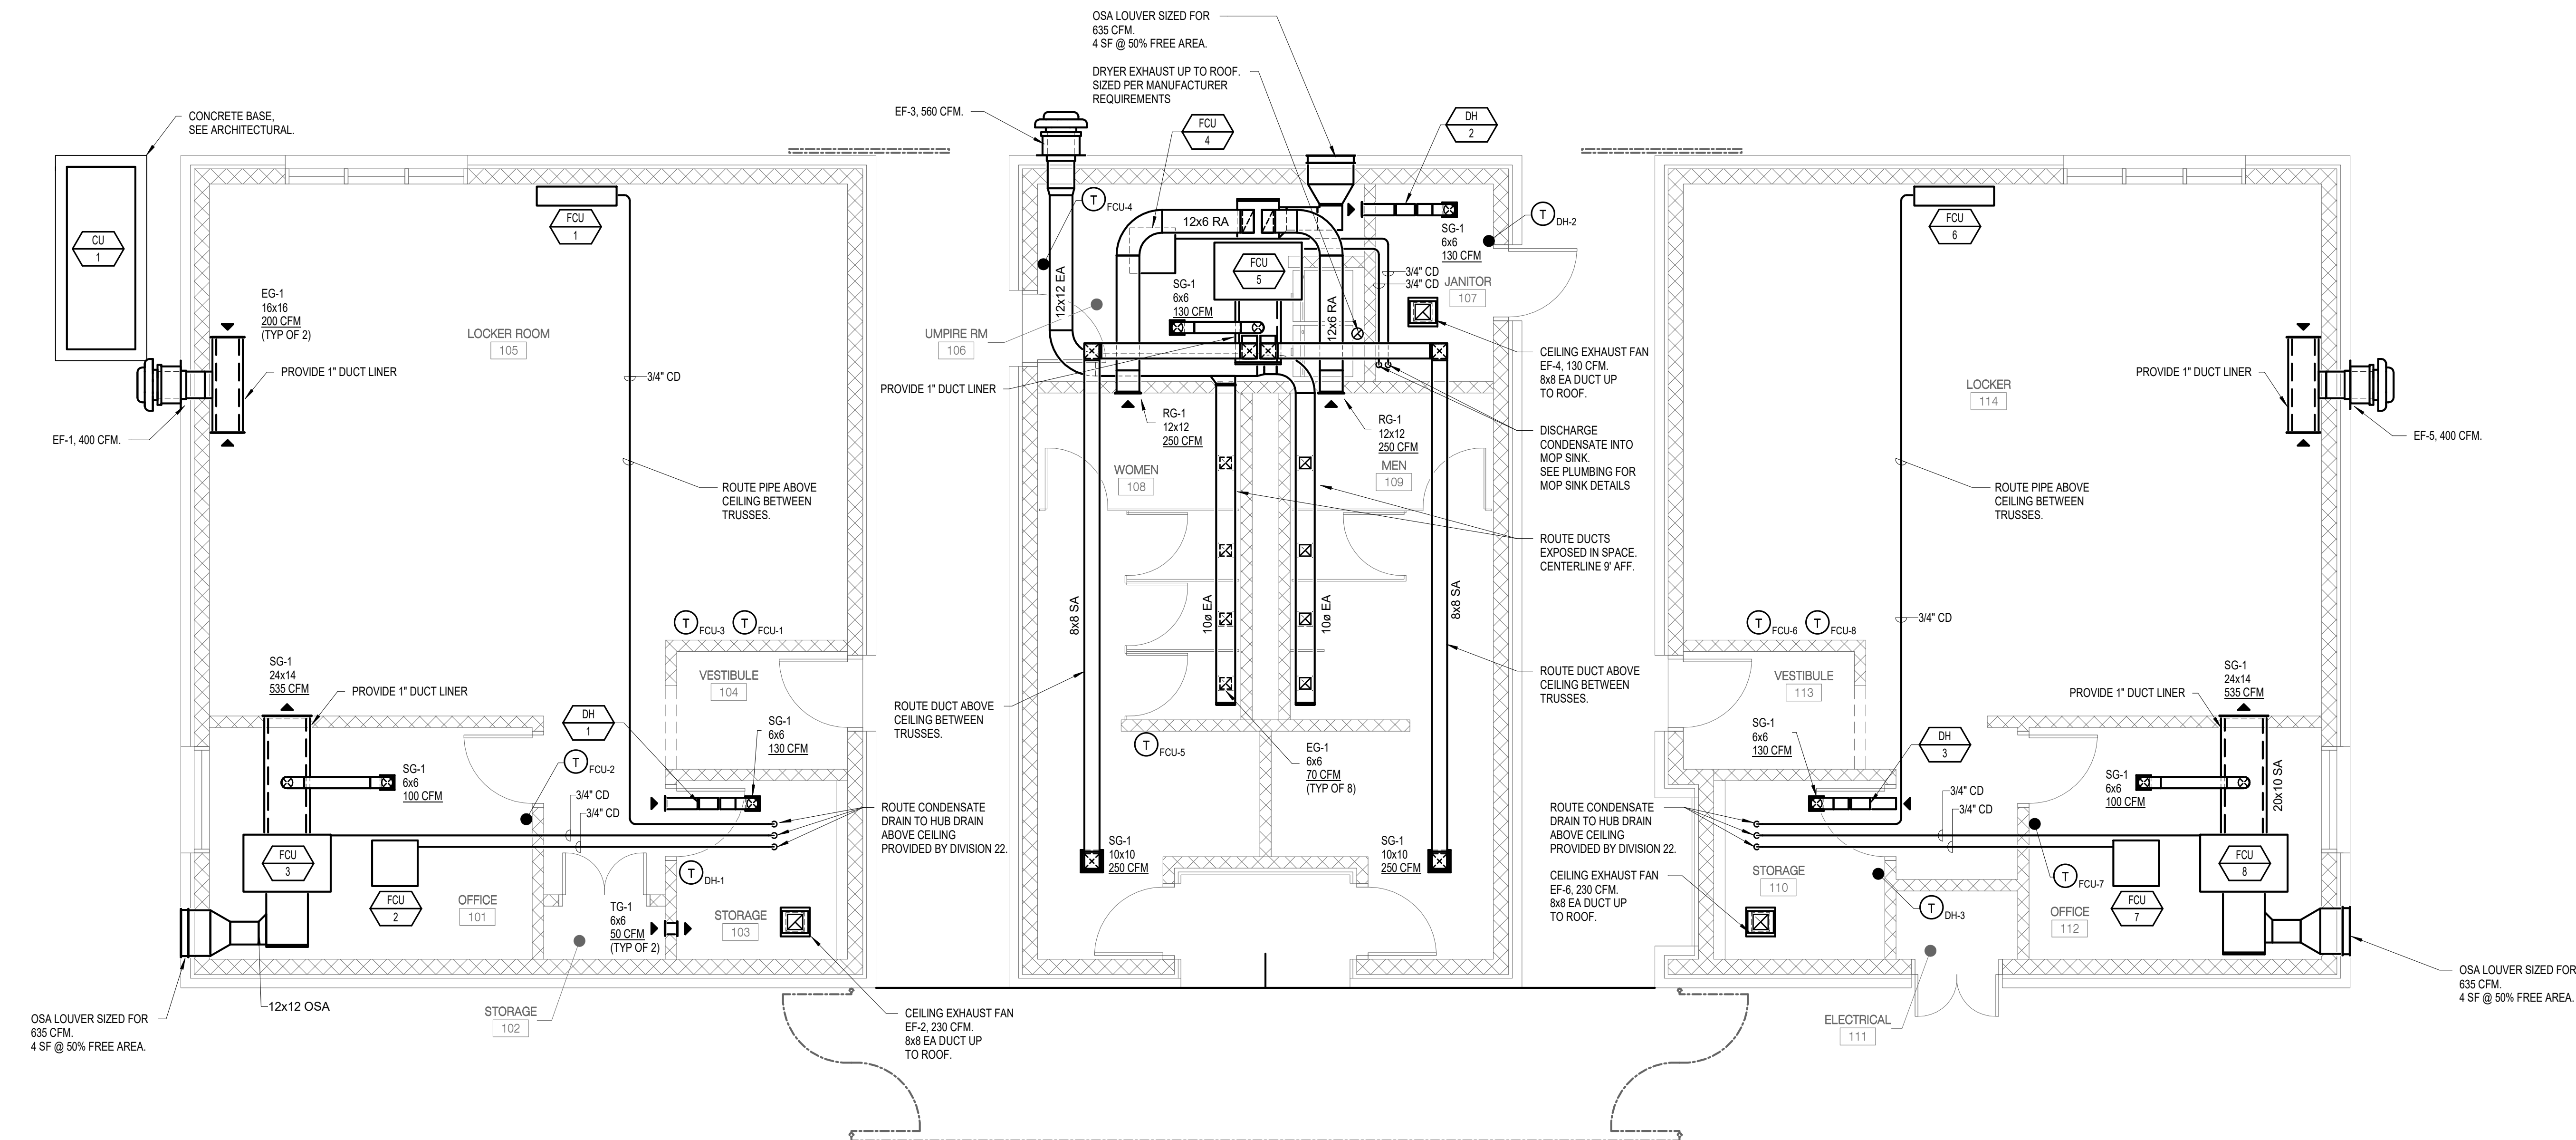 OSA LOUVER SIZED FOR
635 CFM.
4 SF @ 50% FREE AREA.
DRYER EXHAUST UP TO ROOF.
SIZED PER MANUFACTURER
REQUIREMENTS
EF-3, 560 CFM.
FCU
4
DH
2
CONCRETE BASE,
SEE ARCHITECTURAL.
CU
1
FCU
1
T
FCU-4
12x6 RA
T
DH-2
SG-1
6x6
130 CFM
FCU
6
EG-1
16x16
200 CFM
(TYP OF 2)
LOCKER ROOM
105
PROVIDE 1" DUCT LINER
EF-1, 400 CFM.
3/4" CD
ROUTE PIPE ABOVE
CEILING BETWEEN
TRUSSES.
12x12 EA
SG-1
6x6
130 CFM
FCU
5
3/4" CD
3/4" CD
JANITOR
107
12x6 RA
UMPIRE RM
106
PROVIDE 1" DUCT LINER
CEILING EXHAUST FAN
EF-4, 130 CFM.
8x8 EA DUCT UP
TO ROOF.
RG-1
12x12
250 CFM
RG-1
12x12
250 CFM
DISCHARGE
CONDENSATE INTO
MOP SINK.
SEE PLUMBING FOR
MOP SINK DETAILS
WOMEN
108
MEN
109
ROUTE DUCTS
EXPOSED IN SPACE.
CENTERLINE 9' AFF.
LOCKER
114
PROVIDE 1" DUCT LINER
EF-5, 400 CFM.
ROUTE PIPE ABOVE
CEILING BETWEEN
TRUSSES.
3/4" CD
8x8 SA
10ø EA
10ø EA
8x8 SA
T
FCU-3
T
FCU-1
T
FCU-6
T
FCU-8
VESTIBULE
104
VESTIBULE
113
SG-1
24x14
535 CFM
PROVIDE 1" DUCT LINER
DH
1
SG-1
6x6
130 CFM
ROUTE DUCT ABOVE
CEILING BETWEEN
TRUSSES.
T
FCU-5
EG-1
6x6
70 CFM
(TYP OF 8)
ROUTE DUCT ABOVE
CEILING BETWEEN
TRUSSES.
SG-1
6x6
130 CFM
DH
3
SG-1
24x14
535 CFM
PROVIDE 1" DUCT LINER
SG-1
6x6
100 CFM
T
FCU-2
3/4" CD
3/4" CD
ROUTE CONDENSATE
DRAIN TO HUB DRAIN
ABOVE CEILING
PROVIDED BY DIVISION 22.
SG-1
10x10
250 CFM
SG-1
10x10
250 CFM
ROUTE CONDENSATE
DRAIN TO HUB DRAIN
ABOVE CEILING
PROVIDED BY DIVISION 22.
3/4" CD
3/4" CD
SG-1
6x6
100 CFM
20x10 SA
FCU
3
FCU
2
OFFICE
101
T
DH-1
TG-1
6x6
50 CFM
(TYP OF 2)
STORAGE
103
CEILING EXHAUST FAN
EF-6, 230 CFM.
8x8 EA DUCT UP
TO ROOF.
STORAGE
110
T
DH-3
T
FCU-7
OFFICE
112
FCU
7
FCU
8
12x12 OSA
OSA LOUVER SIZED FOR
635 CFM.
4 SF @ 50% FREE AREA.
STORAGE
102
CEILING EXHAUST FAN
EF-2, 230 CFM.
8x8 EA DUCT UP
TO ROOF.
ELECTRICAL
111
OSA LOUVER SIZED FOR
635 CFM.
4 SF @ 50% FREE AREA.